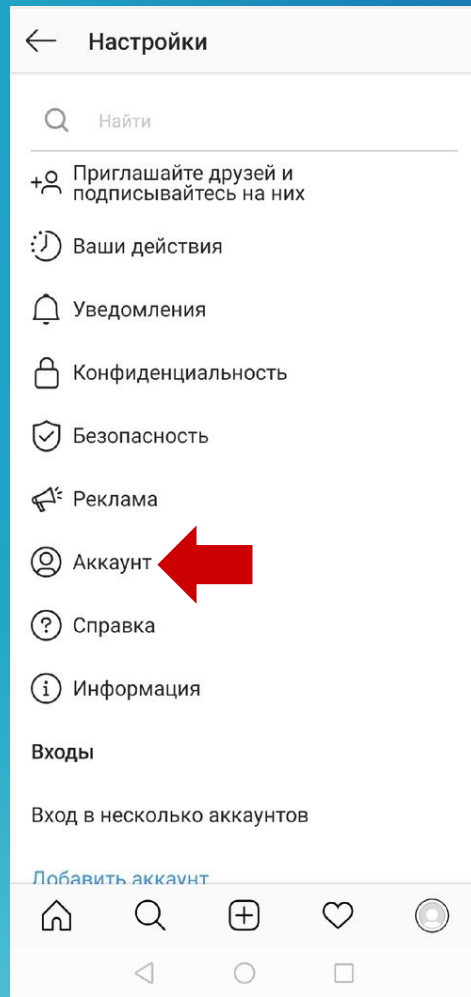 Настройки
Найти
Приглашайте друзей и
подписывайтесь на них
Ваши действия
Уведомления
Конфиденциальность
Безопасность
Реклама
Аккаунт
Справка
Информация
Входы
Вход в несколько аккаунтов
Добавить аккаунт